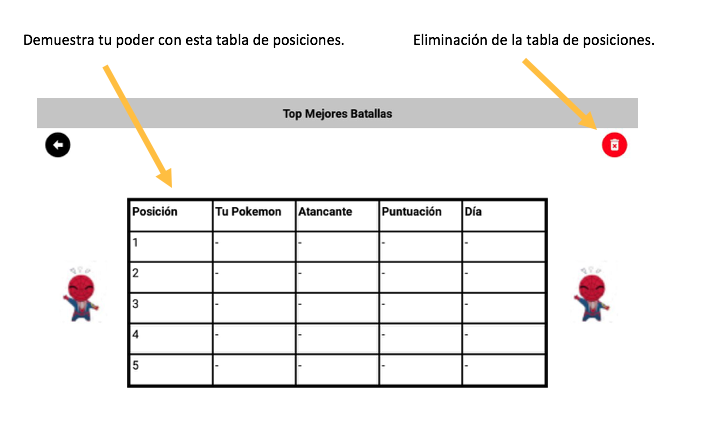 Demuestra tu poder con esta tabla de posiciones. Eliminación de la tabla de posiciones.
Top Mejores Batallas
Posición Tu Pokemon Atancante Puntuación Día
1 - - - -
2 - - - -
3 - - - -
4 - - - -
5 - - - -